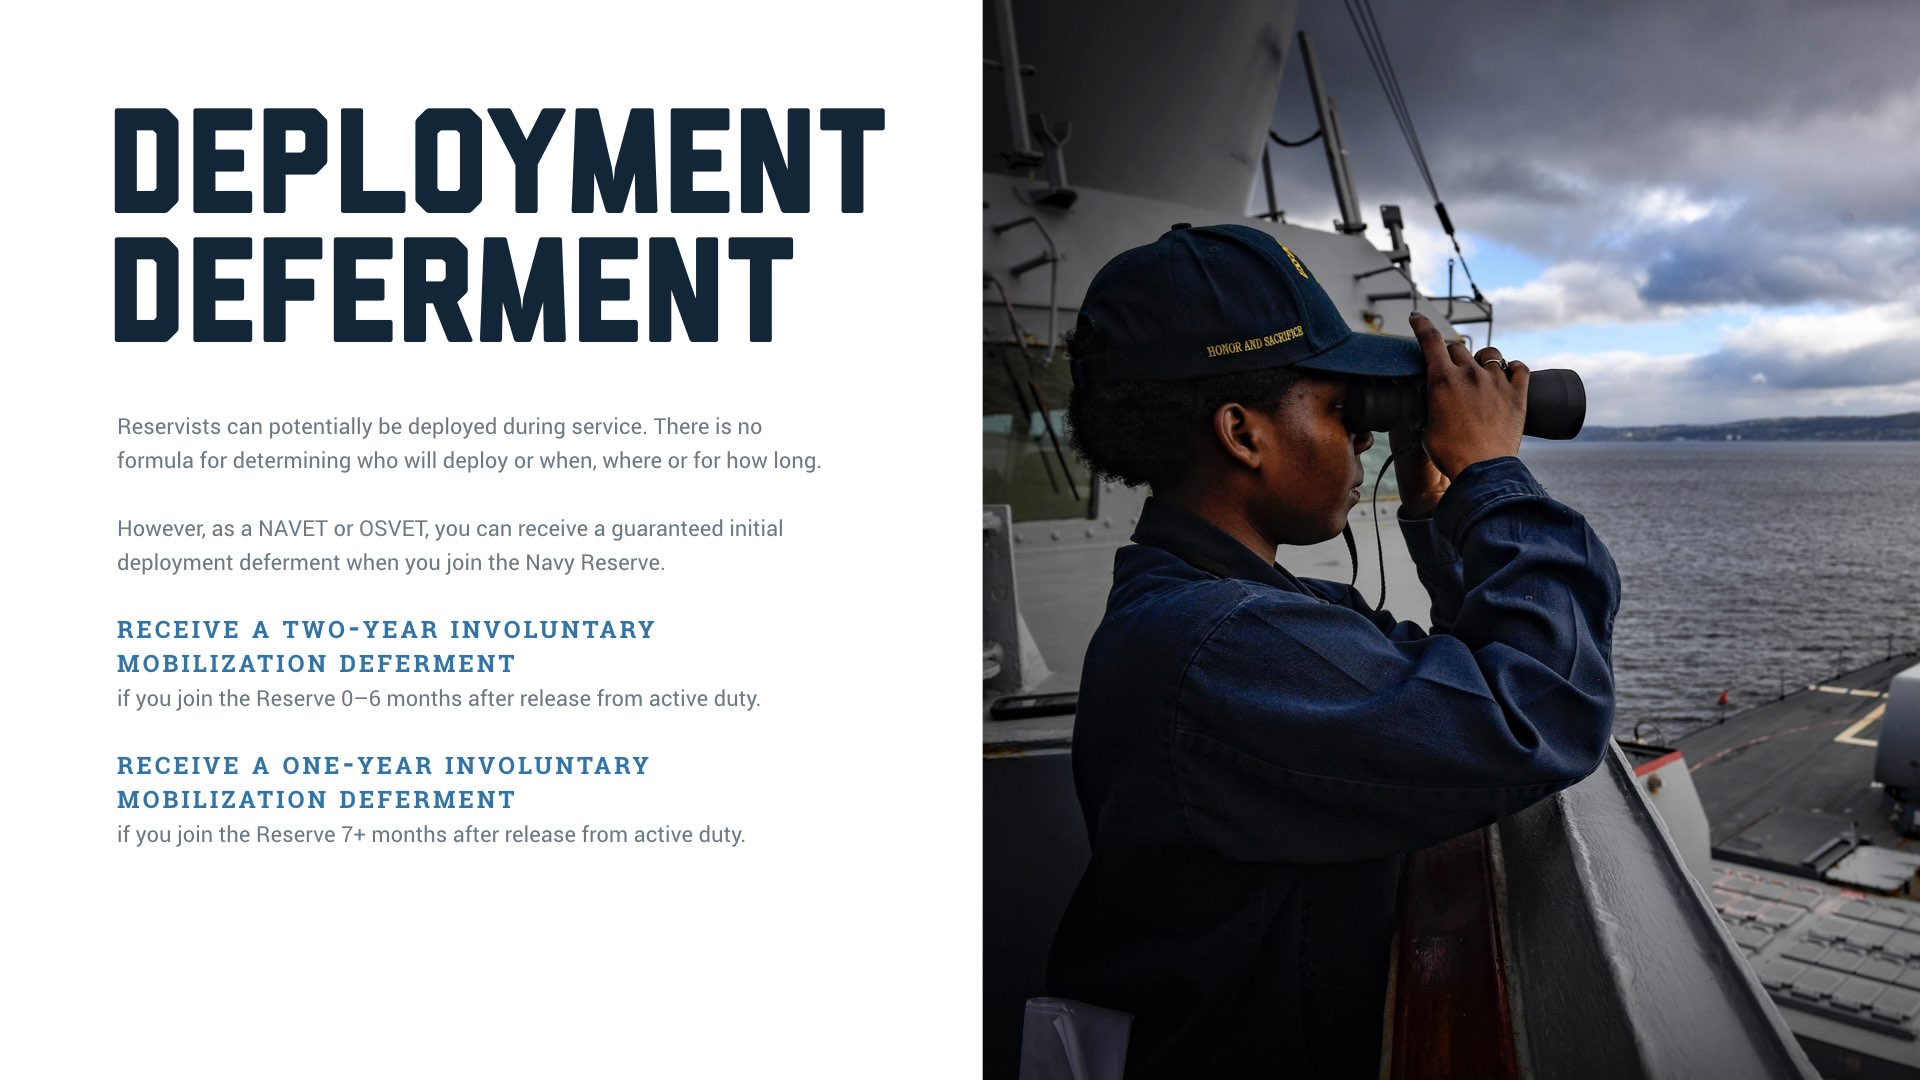 DEPLOYMENT
DEFERMENT
Reservists can potentially be deployed during service. There is no
formula for determining who will deploy or when, where or for how long.
However, as a NAVET or OSVET, you can receive a guaranteed initial
deployment deferment when you join the Navy Reserve.
RECEIVE A TWO-YEAR INVOLUNTARY
MOBILIZATION DEFERMENT
if you join the Reserve 0–6 months after release from active duty.
RECEIVE A ONE-YEAR INVOLUNTARY
MOBILIZATION DEFERMENT
if you join the Reserve 7+ months after release from active duty.
HONOR AND SACRIFICE